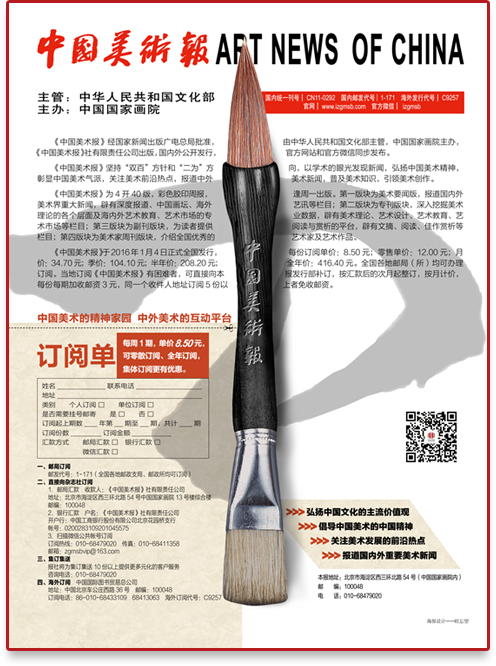 中国美術報 ART NEWS OF CHINA
主管：中华人民共和国文化部
主办：中国国家画院
国内统一刊号｜CN11-0292 国内邮发代号｜1-171 海外发行代号｜C9257
官网｜www.izgmsb.com 官方微信｜izgmsb
《中国美术报》经国家新闻出版广电总局批准，由中华人民共和国文化部主管，中国国家画院主办，
《中国美术报》社有限责任公司出版，国内外公开发行，官方网站和官方微信同步发布。
《中国美术报》坚持“双百”方针和“二为”方向，以学术的眼光发现新闻，弘扬中国美术精神，
彰显中国美术气派，关注美术前沿热点，报道中外美术新闻，普及美术知识，引领美术创作。
《中国美术报》为4开40版，彩色胶印周报，逢周一出版，第一版块为美术要闻版，报道国内外
美术界重大新闻，辟有深度报道、中国画坛、海外艺讯等栏目；第二版块为专刊版块，深入挖掘美术
理论的各个层面及海内外艺术教育、艺术市场的专业数据，辟有美术理论、艺术设计、艺术教育、艺
术市场等栏目；第三版块为副刊版块，为读者提供阅读与赏析的平台，辟有文摘、阅读、佳作赏析等
栏目；第四版块为美术家周刊版块，介绍全国优秀的艺术家及艺术作品。
《中国美术报》于2016年1月4日正式全国发行，每份订阅单价：8.50元；零售单价：12.00元；月
价：34.70元；季价：104.10元；半年价：208.20元；全年价：416.40元。全国各地邮局（所）均可办理
订阅。当地订阅《中国美术报》有困难者，可直接向本报发行部补订，按汇款后的次月起整订，按月计价，
每份每期加收邮资3元，同一个收件人地址订阅5份以上者免收邮资。
中国美术的精神家园 中外美术的互动平台
中国美術報
订阅单
每周1期，单价8.50元，
可零散订阅、全年订阅，
集体订阅更有优惠。
姓名 联系电话
地址
类别 个人订阅□ 单位订阅□
是否需要挂号邮寄 是□ 否□
订阅起上期数 年第 期至 期，共计 期
订阅份数 订阅金额
汇款方式 邮局汇款□ 银行汇款□
微信汇款□
一、邮局订阅
邮发代号：1-171（全国各地邮政支局、邮政所均可订阅）
二、直接向杂志社订阅
1、邮局汇款 收款人：《中国美术报》社有限责任公司
地址：北京市海淀区西三环北路54号中国国家画院13号楼综合楼
邮编：100048
2、银行汇款 户名：《中国美术报》社有限责任公司
开户行：中国工商银行股份有限公司北京花园桥支行
帐号：0200283109201045575
3、扫描微信公共帐号订阅
订阅热线：010-68479020 传真：010-68411358
邮箱：zgmsbvip@163.com
三、集订集送
报社将为集订集送10份以上提供更多元化的客户服务
咨询电话：010-68479020
四、海外订阅 中国国际图书贸易总公司
地址：中国北京车公庄西路36号 邮编：100048
订阅电话：86-010-68433109 68413063 海外订阅代号：C9257
>>>> 弘扬中国文化的主流价值观
>>>> 倡导中国美术的中国精神
>>>> 关注美术发展的前沿热点
>>>> 报道国内外重要美术新闻
本报地址：北京市海淀区西三环北路54号（中国国家画院内）
邮 编：100048
电 话：010-68479020